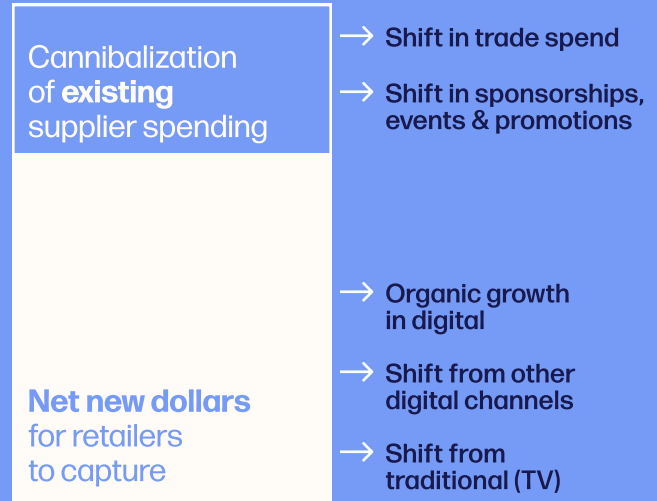 Cannibalization
of existing
supplier spending
→ Shift in trade spend
→ Shift in sponsorships,
events & promotions
Net new dollars
for retailers
to capture
→ Organic growth
in digital
→ Shift from other
digital channels
→ Shift from
traditional (TV)